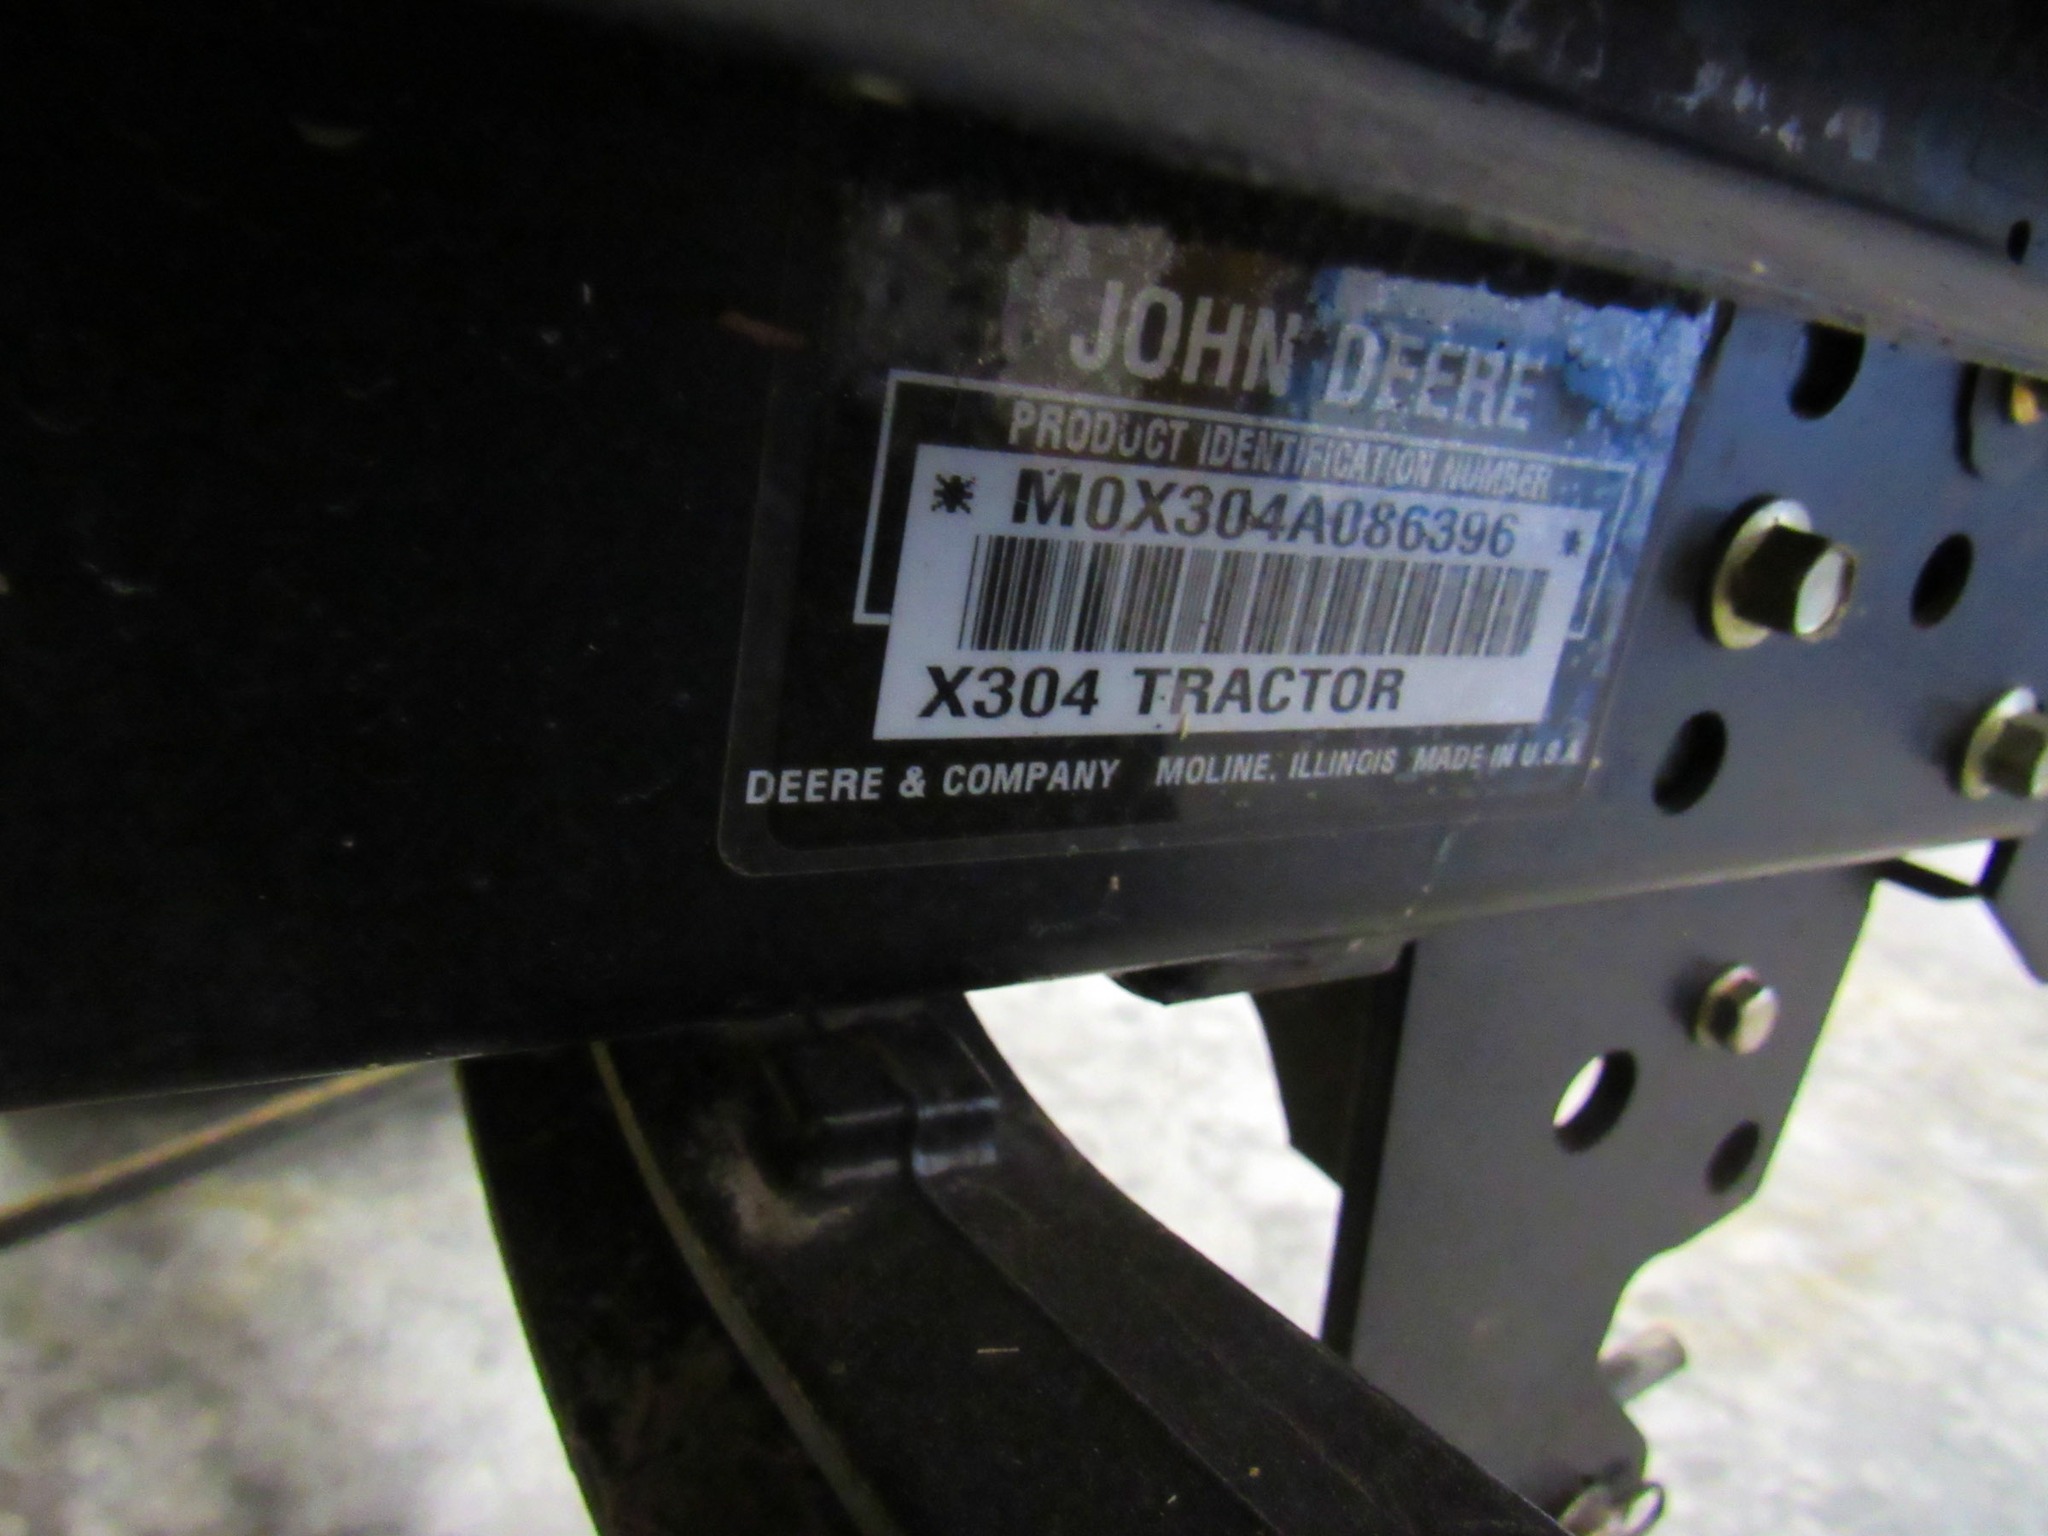 JOHN DEERE
PRODUCT IDENTIFICATION NUMBER
* M0X304A086396 *
X304 TRACTOR
DEERE & COMPANY MOLINE, ILLINOIS MADE IN U.S.A